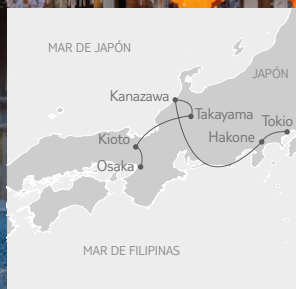 MAR DE JAPÓN
JAPÓN
Kanazawa
Takayama
Tokio
Kioto
Hakone
Osaka
MAR DE FILIPINAS